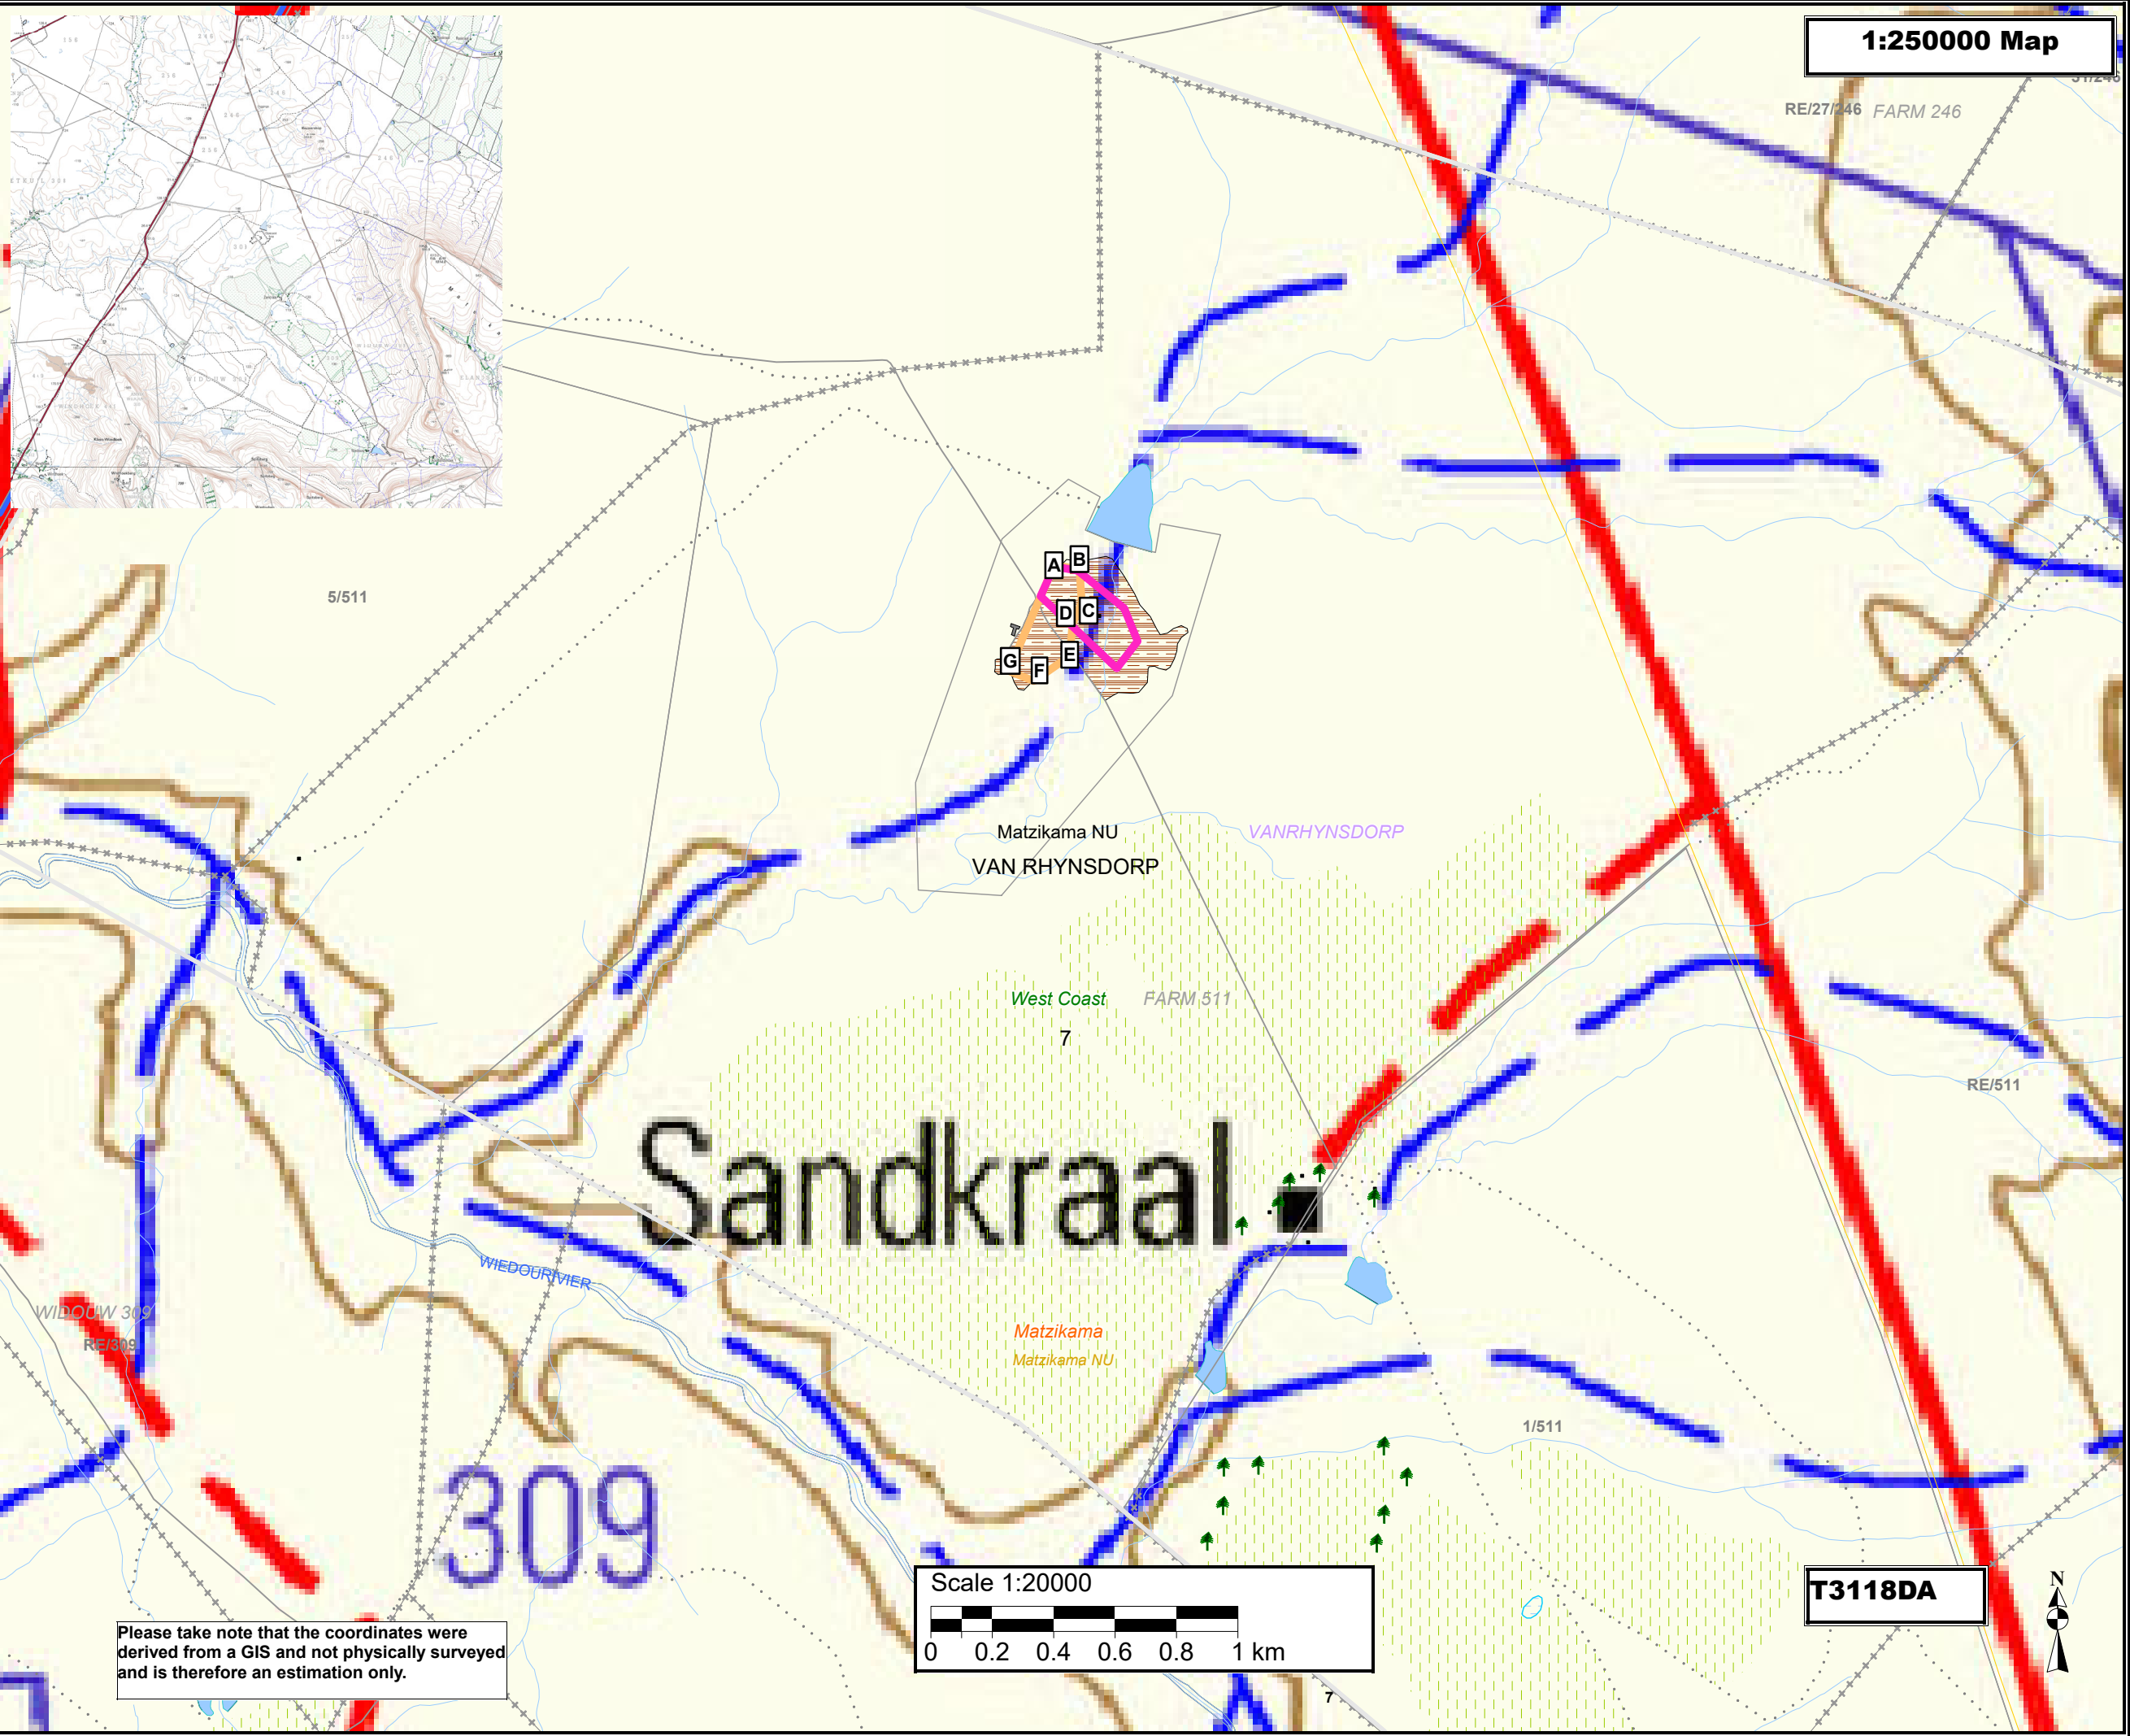 1:250000 Map
RE/27/246 FARM 246
5/511
A
B
D
C
E
G
F
Matzikama NU
VANRHYNSDORP
VAN RHYNSDORP
West Coast
FARM 511
7
RE/511
Sandkraal
WIEDOURIVIER
WIDOUW 309
RE/309
Matzikama
Matzikama NU
1/511
309
Scale 1:20000
0 0.2 0.4 0.6 0.8 1 km
T3118DA
N
Please take note that the coordinates were
derived from a GIS and not physically surveyed
and is therefore an estimation only.
7